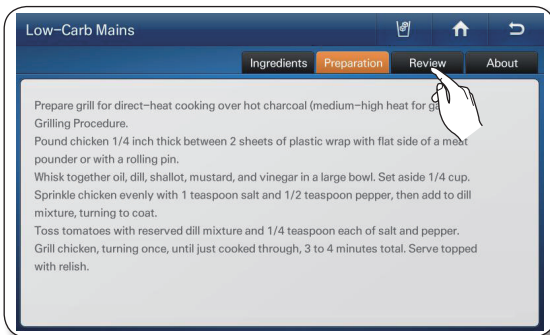 Low-Carb Mains
Ingredients Preparation Review About
Prepare grill for direct-heat cooking over hot charcoal (medium-high heat for
Grilling Procedure.
Pound chicken 1/4 inch thick between 2 sheets of plastic wrap with flat side of a meat
pounder or with a rolling pin.
Whisk together oil, dill, shallot, mustard, and vinegar in a large bowl. Set aside 1/4 cup.
Sprinkle chicken evenly with 1 teaspoon salt and 1/2 teaspoon pepper, then add to dill
mixture, turning to coat.
Toss tomatoes with reserved dill mixture and 1/4 teaspoon each of salt and pepper.
Grill chicken, turning once, until just cooked through, 3 to 4 minutes total. Serve topped
with relish.